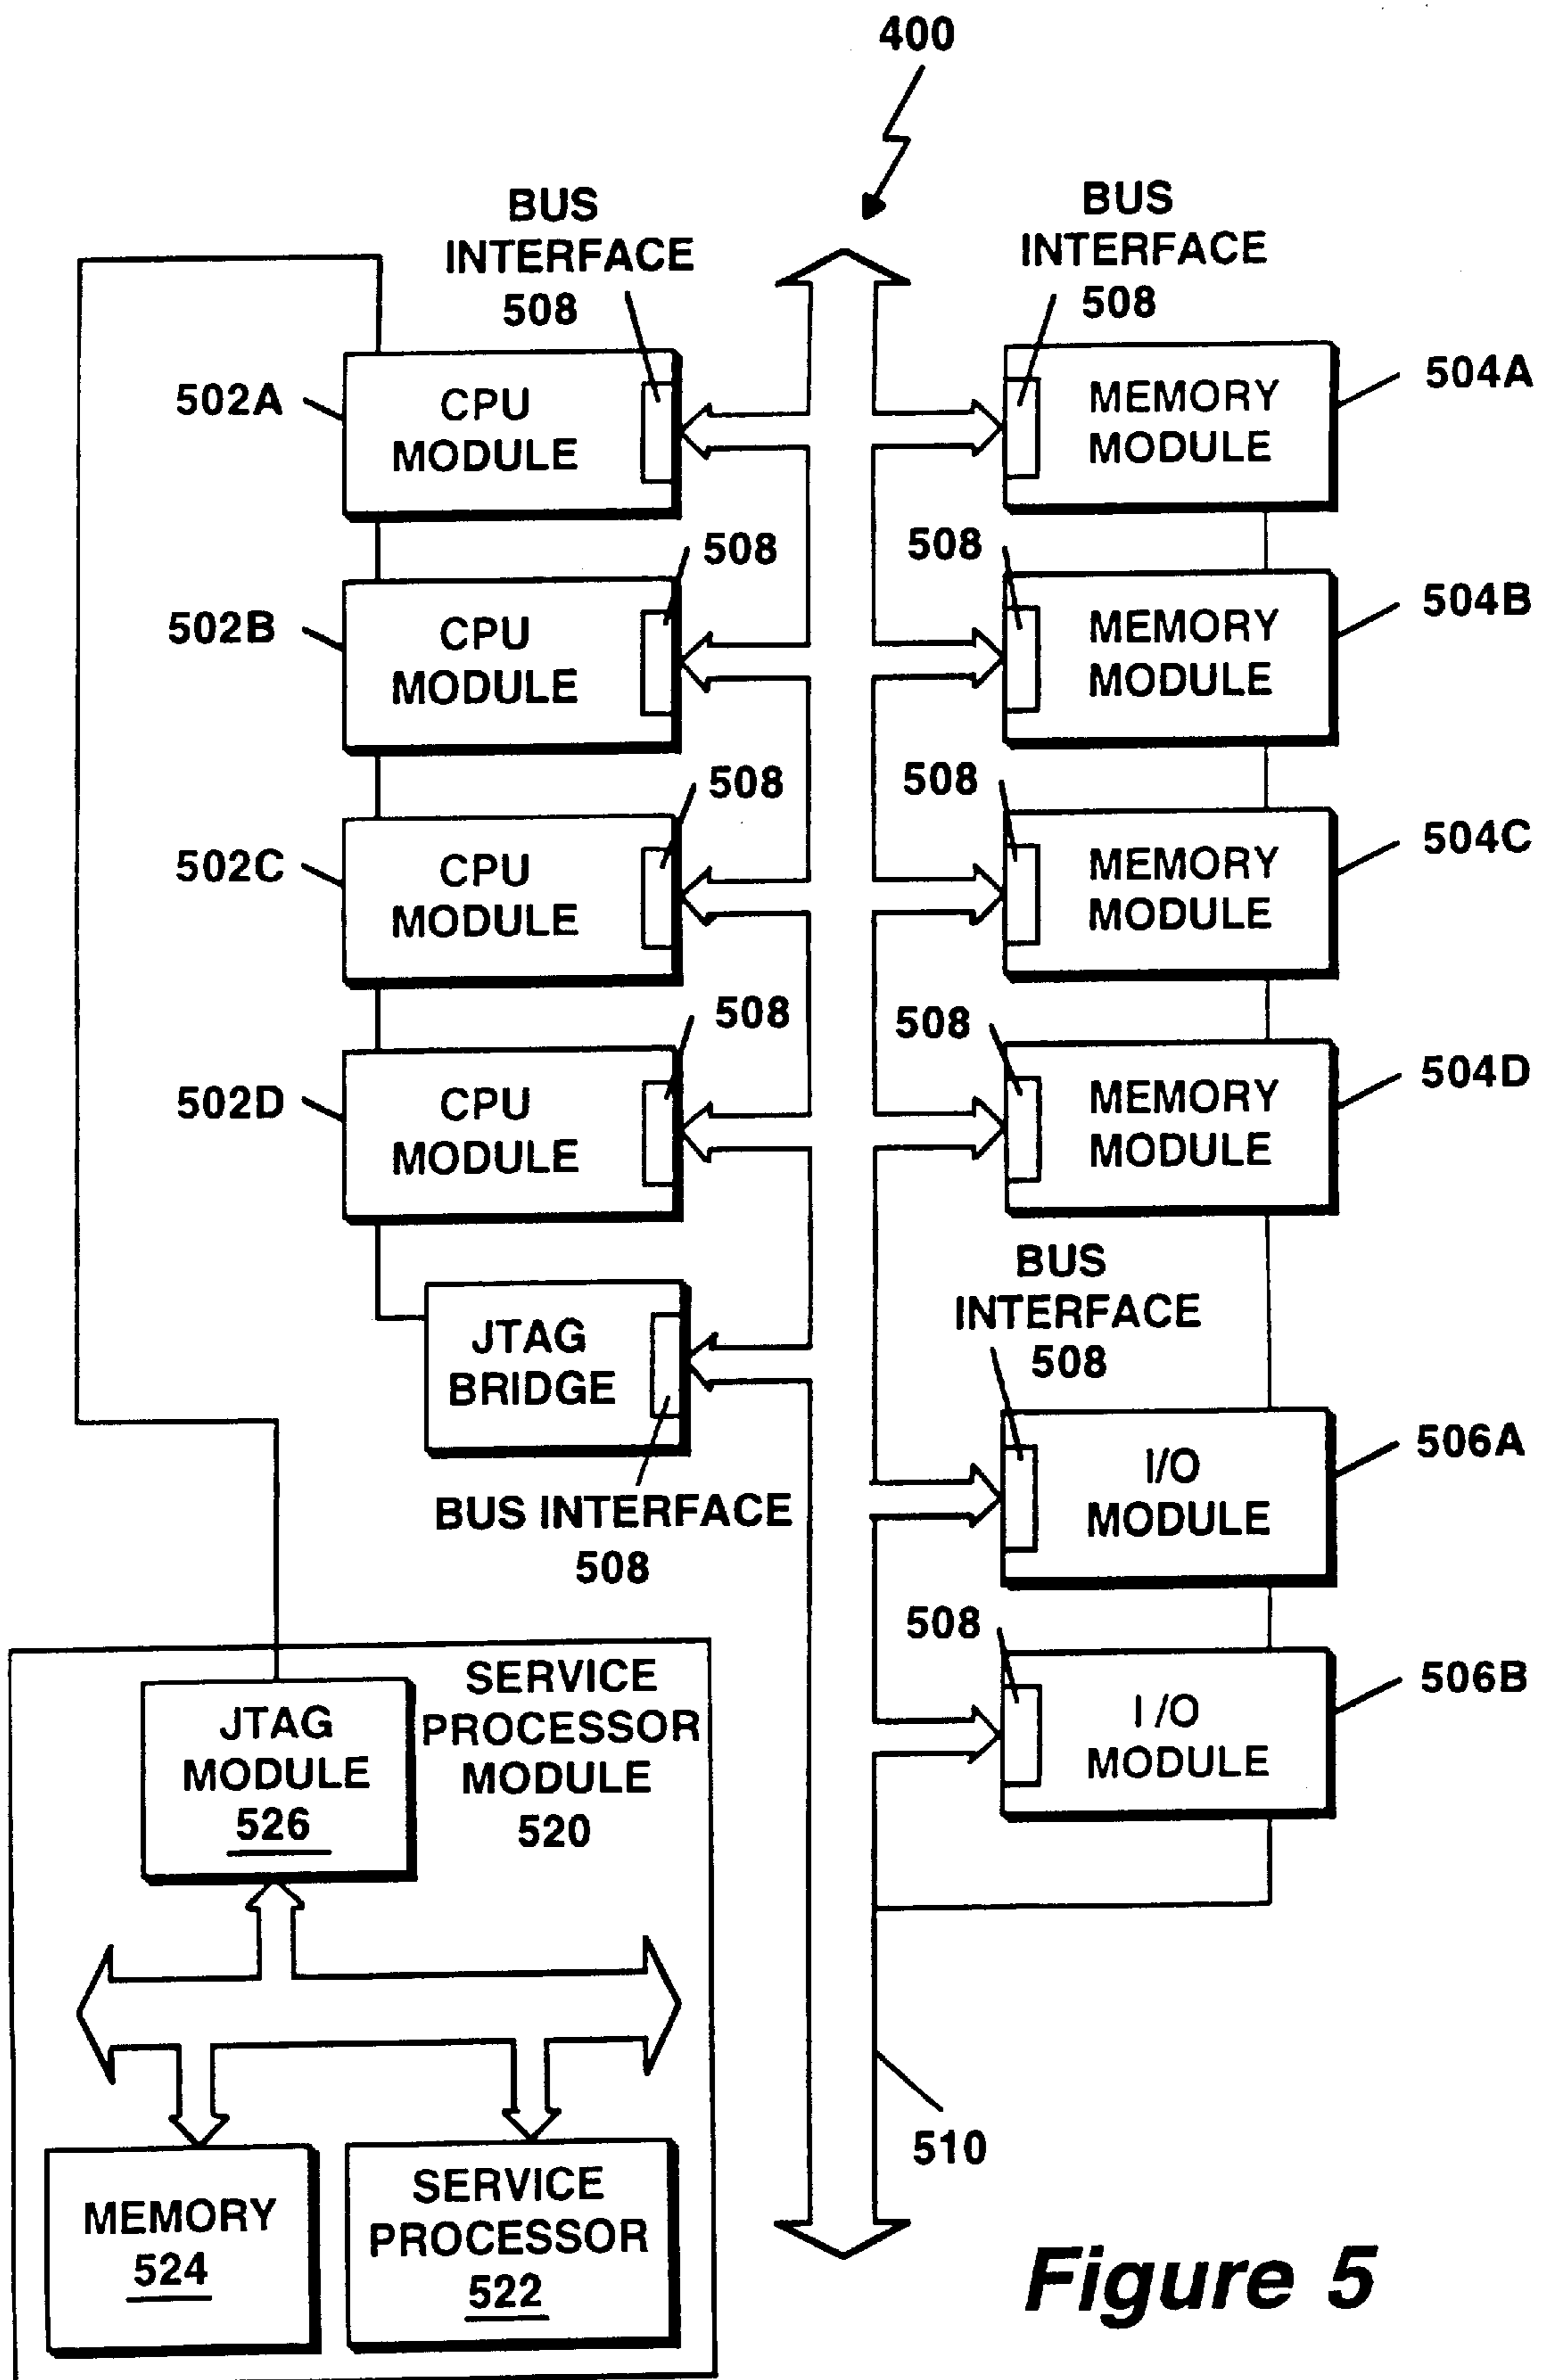 400
BUS
INTERFACE
508
BUS
INTERFACE
508
502A
CPU
MODULE
MEMORY
MODULE
504A
508
508
502B
CPU
MODULE
MEMORY
MODULE
504B
508
508
502C
CPU
MODULE
MEMORY
MODULE
504C
508
508
502D
CPU
MODULE
MEMORY
MODULE
504D
JTAG
BRIDGE
BUS INTERFACE
508
BUS
INTERFACE
508
I/O
MODULE
506A
508
I/O
MODULE
506B
SERVICE
PROCESSOR
MODULE
520
JTAG
MODULE
526
MEMORY
524
SERVICE
PROCESSOR
522
510
Figure 5